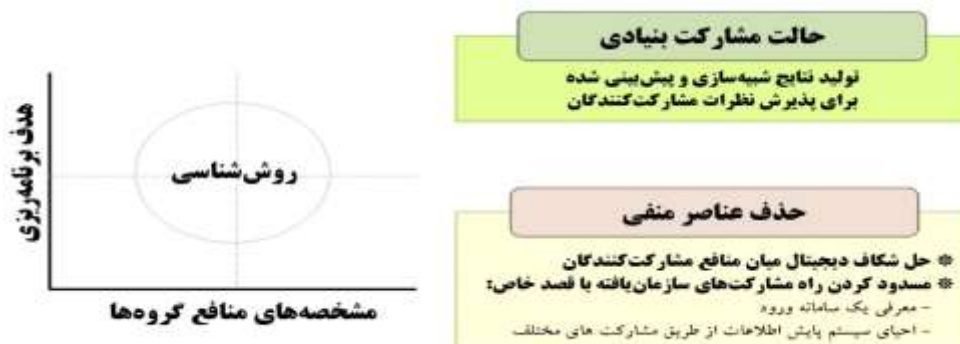 حالت مشارکت بنیادی
تولید نتایج شبیه‌سازی و پیش‌بینی شده
برای پذیرش نظرات مشارکت‌کنندگان
هدف برنامه‌ریزی
روش‌شناسی
مشخصه‌های منافع گروه‌ها
حذف عناصر منفی
* حل شکاف دیجیتال میان منافع مشارکت‌کنندگان
* مسدود کردن راه مشارکت‌های سازمان‌یافته با قصد خاص:
- معرفی یک سامانه ورود
- احیای سیستم پایش اطلاعات از طریق مشارکت های مختلف